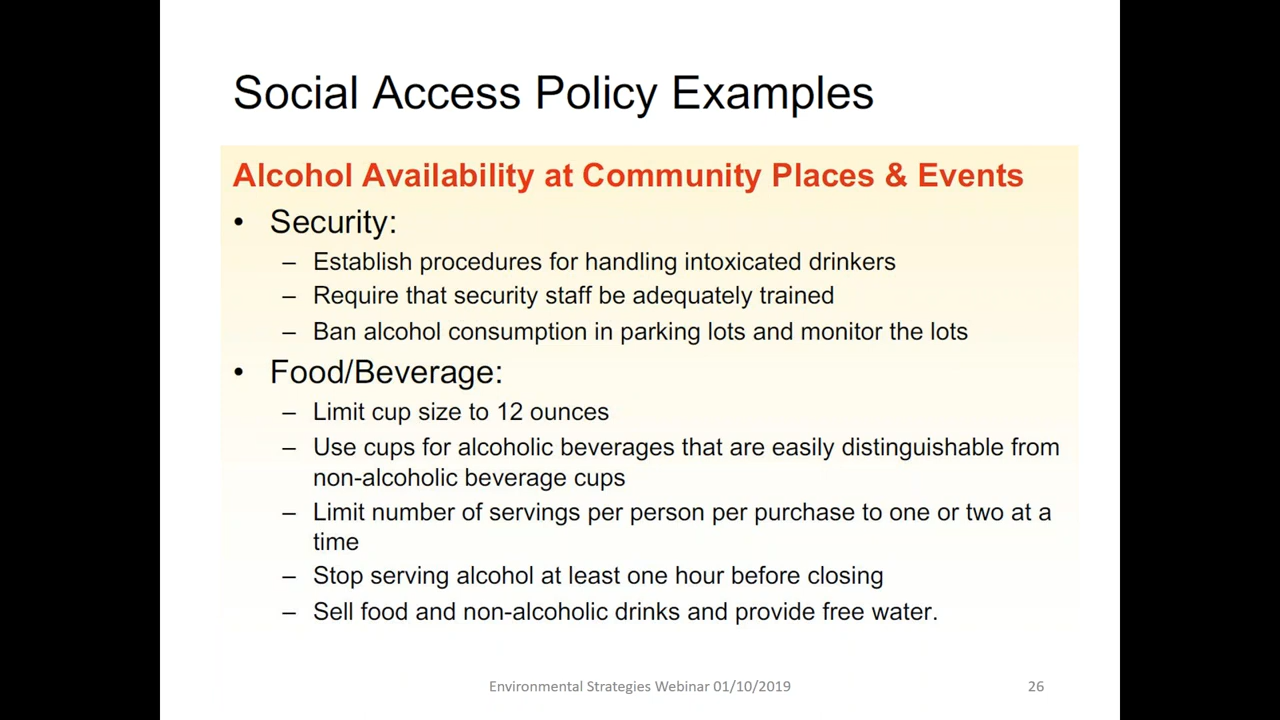 Social Access Policy Examples
Alcohol Availability at Community Places & Events
• Security:
– Establish procedures for handling intoxicated drinkers
– Require that security staff be adequately trained
– Ban alcohol consumption in parking lots and monitor the lots
• Food/Beverage:
– Limit cup size to 12 ounces
– Use cups for alcoholic beverages that are easily distinguishable from
non-alcoholic beverage cups
– Limit number of servings per person per purchase to one or two at a
time
– Stop serving alcohol at least one hour before closing
– Sell food and non-alcoholic drinks and provide free water.
Environmental Strategies Webinar 01/10/2019
26